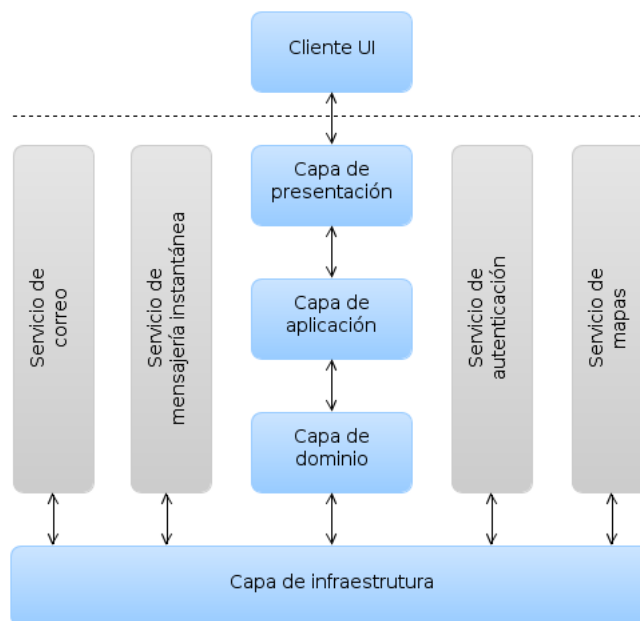 Cliente UI
Capa de
presentación
Servicio de
correo
Servicio de
mensajería instantánea
Capa de
aplicación
Servicio de
autenticación
Servicio de
mapas
Capa de
dominio
Capa de infraestrutura